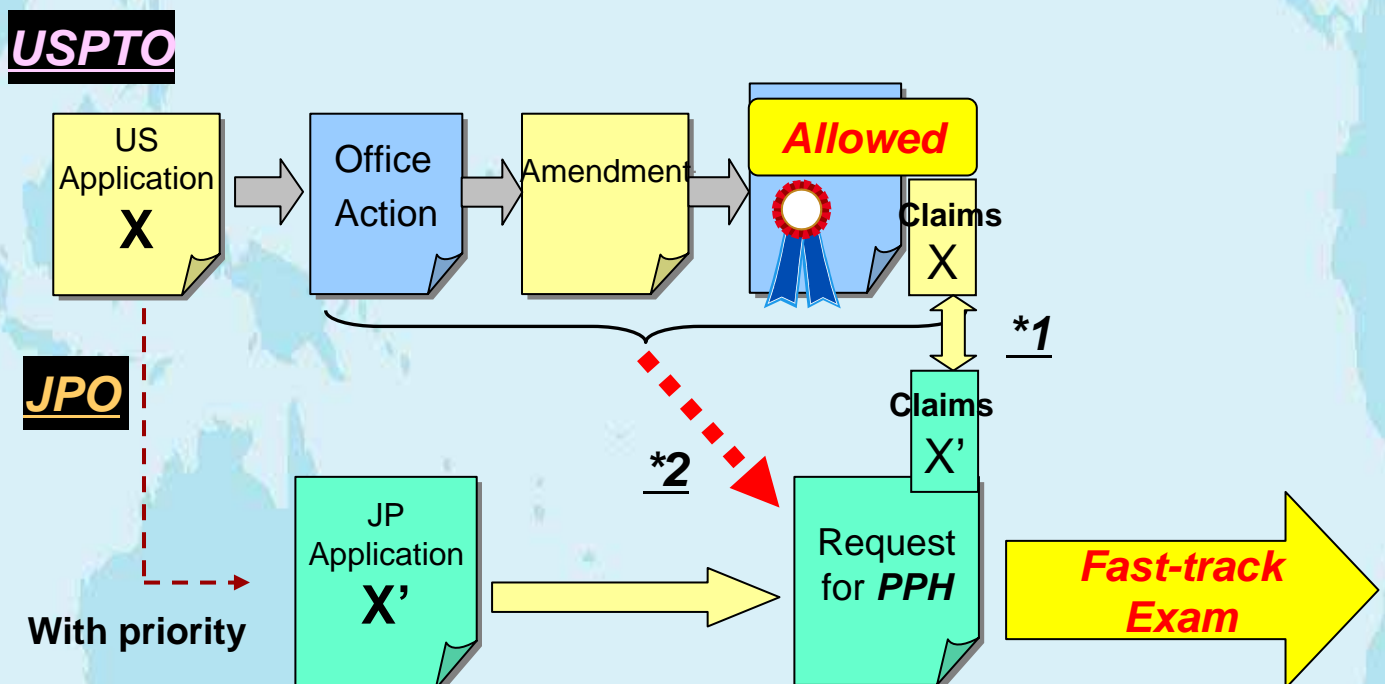 USPTO
US
Application
X
Office
Action
Amendment
Allowed
Claims
X
*1
JPO
Claims
X’
*2
With priority
JP
Application
X’
Request
for PPH
Fast-track
Exam